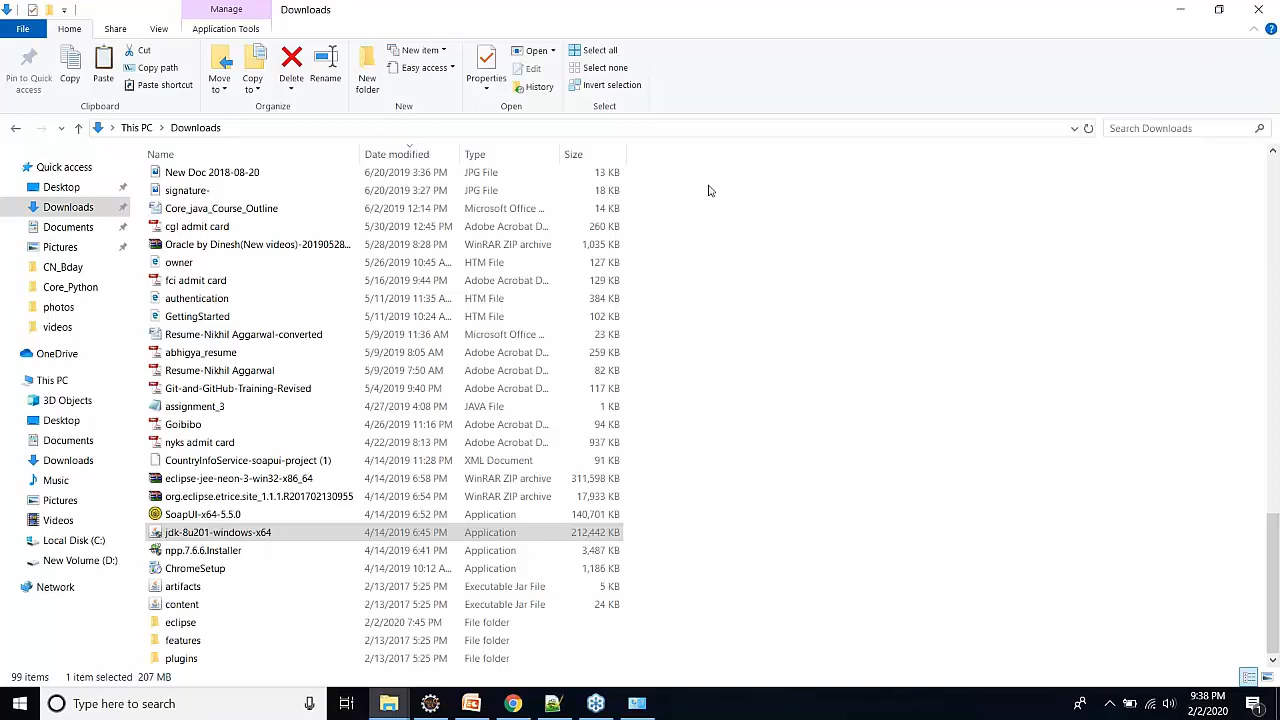 Manage
Downloads
File
Home
Share
View
Application Tools
Pin to Quick access
Copy
Paste
Cut
Copy path
Paste shortcut
Clipboard
Move to
Copy to
Delete
Rename
Organize
New folder
New item
Easy access
New
Properties
Open
Edit
History
Open
Select all
Select none
Invert selection
Select
This PC > Downloads
Search Downloads
Name Date modified Type Size
New Doc 2018-08-20 6/20/2019 3:36 PM JPG File 13 KB
signature- 6/20/2019 3:27 PM JPG File 18 KB
Core_java_Course_Outline 6/2/2019 12:14 PM Microsoft Office ... 14 KB
cgl admit card 5/30/2019 12:45 PM Adobe Acrobat D... 260 KB
Oracle by Dinesh(New videos)-20190528... 5/28/2019 8:28 PM WinRAR ZIP archive 1,035 KB
owner 5/26/2019 10:45 A... HTM File 127 KB
fci admit card 5/16/2019 9:44 PM Adobe Acrobat D... 129 KB
authentication 5/11/2019 11:35 A... HTM File 384 KB
GettingStarted 5/11/2019 10:24 A... HTM File 102 KB
Resume-Nikhil Aggarwal-converted 5/9/2019 11:36 AM Microsoft Office ... 23 KB
abhigya_resume 5/9/2019 8:05 AM Adobe Acrobat D... 259 KB
Resume-Nikhil Aggarwal 5/9/2019 7:50 AM Adobe Acrobat D... 82 KB
Git-and-GitHub-Training-Revised 5/4/2019 9:40 PM Adobe Acrobat D... 117 KB
assignment_3 4/27/2019 4:08 PM JAVA File 1 KB
Goibibo 4/26/2019 11:16 PM Adobe Acrobat D... 94 KB
nyks admit card 4/22/2019 8:13 PM Adobe Acrobat D... 937 KB
CountryInfoService-soapui-project (1) 4/14/2019 11:28 PM XML Document 91 KB
eclipse-jee-neon-3-win32-x86_64 4/14/2019 6:58 PM WinRAR ZIP archive 311,598 KB
org.eclipse.etrice.site_1.1.1.R201702130955 4/14/2019 6:54 PM WinRAR ZIP archive 17,933 KB
SoapUI-x64-5.5.0 4/14/2019 6:52 PM Application 140,701 KB
jdk-8u201-windows-x64 4/14/2019 6:45 PM Application 212,442 KB
npp.7.6.6.Installer 4/14/2019 6:41 PM Application 3,487 KB
ChromeSetup 4/14/2019 10:12 A... Application 1,186 KB
artifacts 2/13/2017 5:25 PM Executable Jar File 5 KB
content 2/13/2017 5:25 PM Executable Jar File 24 KB
eclipse 2/2/2020 7:45 PM File folder
features 2/13/2017 5:25 PM File folder
plugins 2/13/2017 5:25 PM File folder
Quick access
Desktop
Downloads
Documents
Pictures
CN_Bday
Core_Python
photos
videos
OneDrive
This PC
3D Objects
Desktop
Documents
Downloads
Music
Pictures
Videos
Local Disk (C:)
New Volume (D:)
Network
99 items 1 item selected 207 MB
Type here to search
9:38 PM
2/2/2020
1